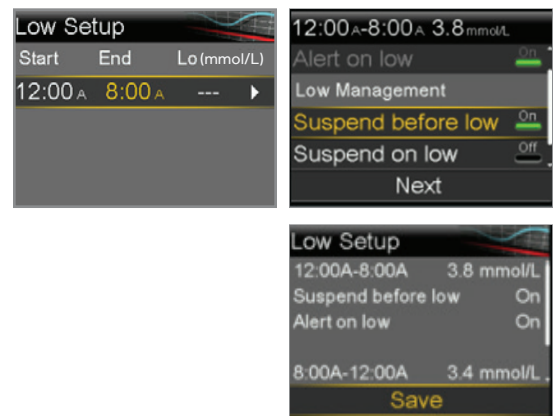 Low Setup
Start End Lo (mmol/L)
12:00 A 8:00 A ---
12:00 A-8:00 A 3.8 mmol/L
Alert on low On
Low Management
Suspend before low On
Suspend on low Off
Next
Low Setup
12:00A-8:00A 3.8 mmol/L
Suspend before low On
Alert on low On
8:00A-12:00A 3.4 mmol/L
Save